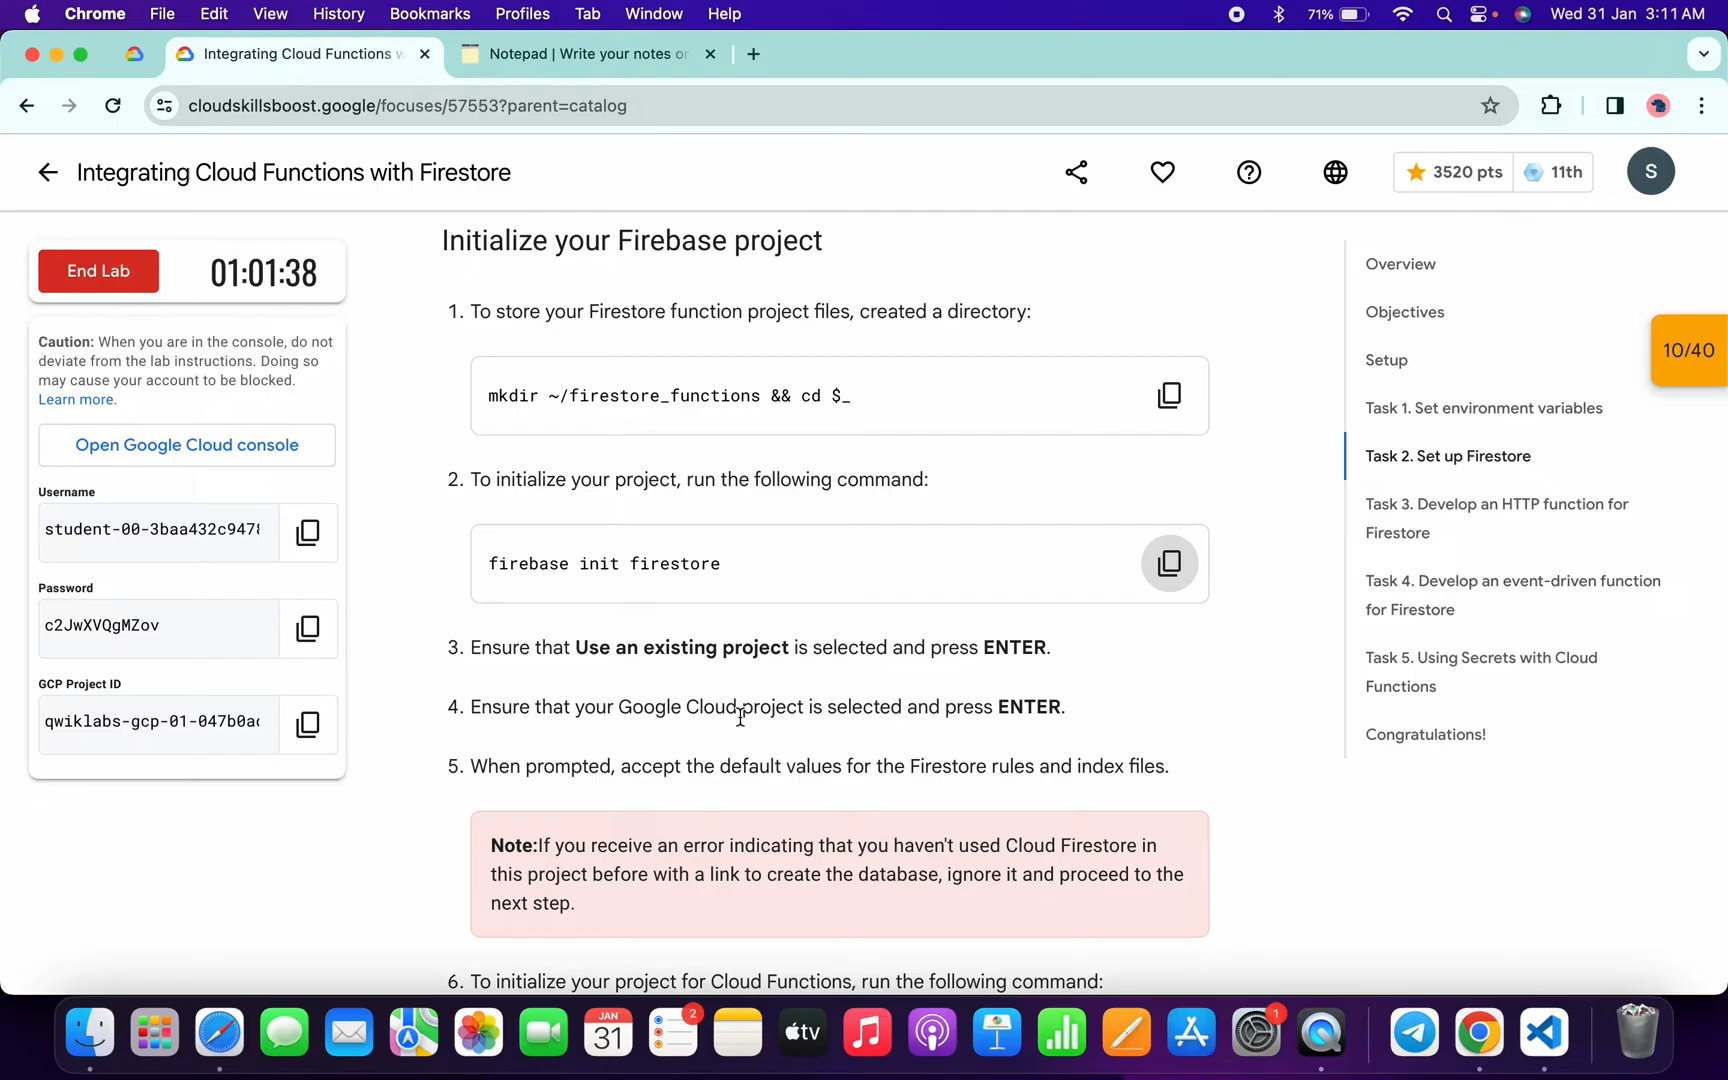 Chrome File Edit View History Bookmarks Profiles Tab Window Help 71% Wed 31 Jan 3:11 AM
Integrating Cloud Functions w
Notepad | Write your notes or
cloudskillsboost.google/focuses/57553?parent=catalog
Integrating Cloud Functions with Firestore
3520 pts
11th
S
End Lab
01:01:38
Caution: When you are in the console, do not
deviate from the lab instructions. Doing so
may cause your account to be blocked.
Learn more.
Open Google Cloud console
Username
student-00-3baa432c9478
Password
c2JwXVQgMZov
GCP Project ID
qwiklabs-gcp-01-047b0ac
Initialize your Firebase project
1. To store your Firestore function project files, created a directory:
mkdir ~/firestore_functions && cd $_
2. To initialize your project, run the following command:
firebase init firestore
3. Ensure that Use an existing project is selected and press ENTER.
4. Ensure that your Google Cloud project is selected and press ENTER.
5. When prompted, accept the default values for the Firestore rules and index files.
Note:If you receive an error indicating that you haven't used Cloud Firestore in
this project before with a link to create the database, ignore it and proceed to the
next step.
6. To initialize your project for Cloud Functions, run the following command:
Overview
Objectives
Setup
Task 1. Set environment variables
Task 2. Set up Firestore
Task 3. Develop an HTTP function for
Firestore
Task 4. Develop an event-driven function
for Firestore
Task 5. Using Secrets with Cloud
Functions
Congratulations!
10/40
JAN
31
2
tv
1